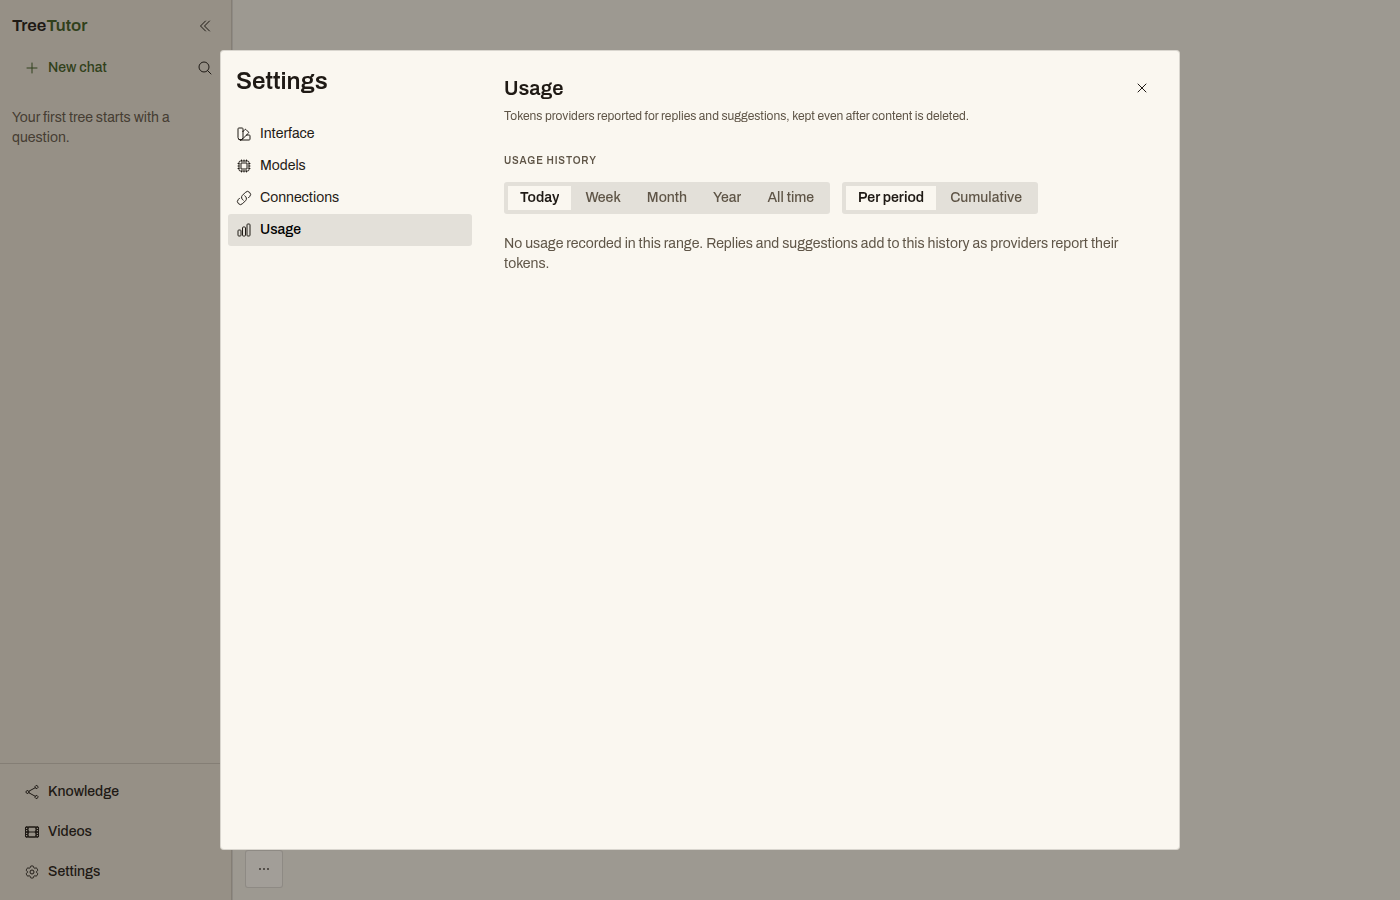 TreeTutor
New chat
Your first tree starts with a
question.
Knowledge
Videos
Settings
Settings
Interface
Models
Connections
Usage
Usage
Tokens providers reported for replies and suggestions, kept even after content is deleted.
USAGE HISTORY
Today Week Month Year All time Per period Cumulative
No usage recorded in this range. Replies and suggestions add to this history as providers report their
tokens.